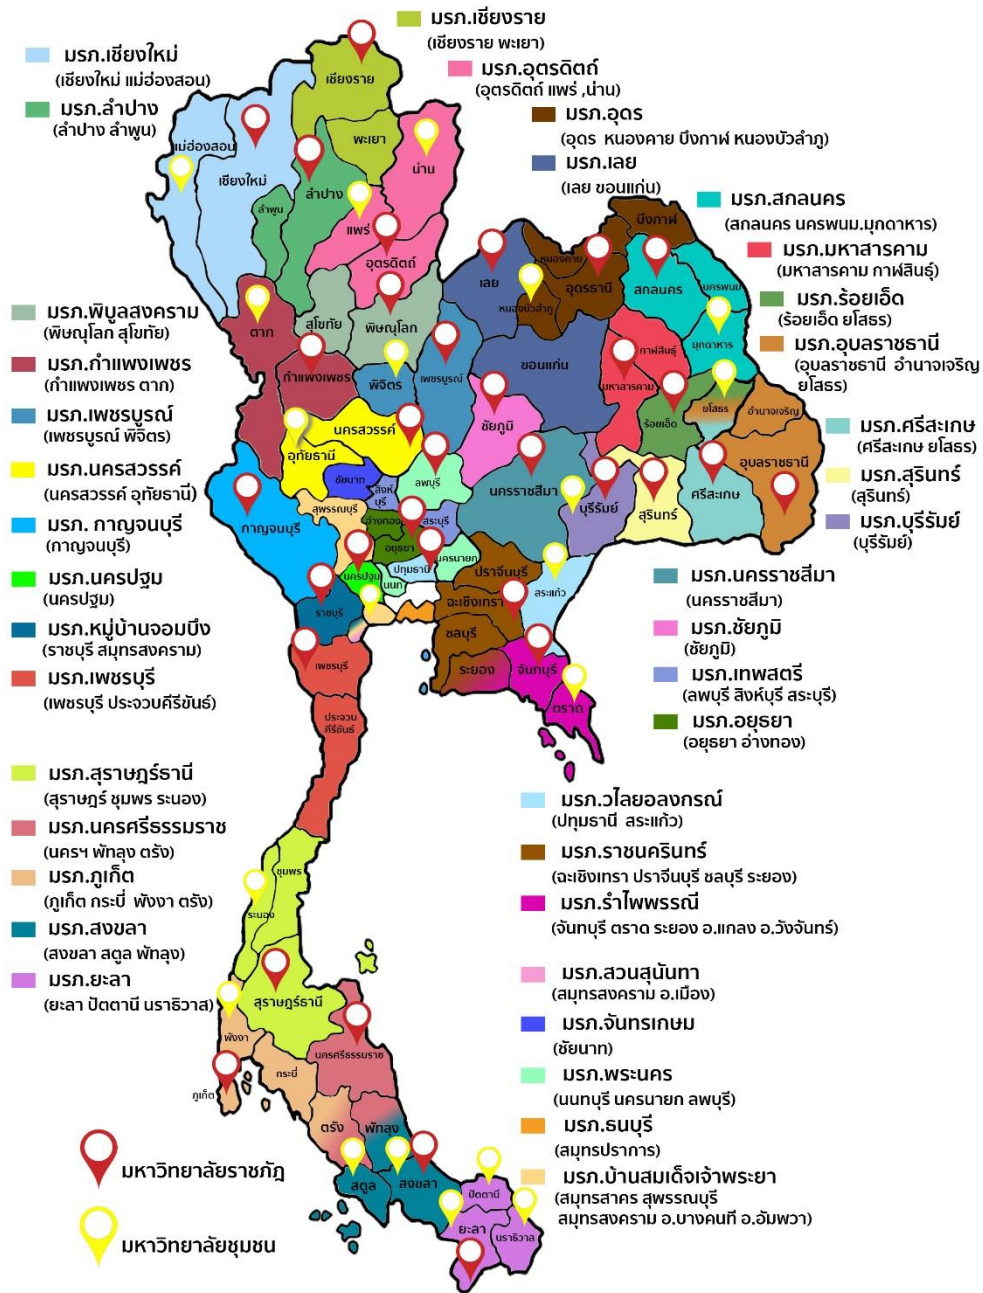 มรภ.เชียงราย
(เชียงราย พะเยา)
มรภ.เชียงใหม่
(เชียงใหม่ แม่ฮ่องสอน)
มรภ.อุตรดิตถ์
(อุตรดิตถ์ แพร่ ,น่าน)
มรภ.ลำปาง
(ลำปาง ลำพูน)
มรภ.อุดร
(อุดร หนองคาย บึงกาฬ หนองบัวลำภู)
มรภ.เลย
(เลย ขอนแก่น)
มรภ.สกลนคร
(สกลนคร นครพนม.มุกดาหาร)
มรภ.มหาสารคาม
(มหาสารคาม กาฬสินธุ์)
มรภ.ร้อยเอ็ด
(ร้อยเอ็ด ยโสธร)
มรภ.อุบลราชธานี
(อุบลราชธานี อำนาจเจริญ
ยโสธร)
มรภ.ศรีสะเกษ
(ศรีสะเกษ ยโสธร)
มรภ.สุรินทร์
(สุรินทร์)
มรภ.บุรีรัมย์
(บุรีรัมย์)
มรภ.พิบูลสงคราม
(พิษณุโลก สุโขทัย)
มรภ.กำแพงเพชร
(กำแพงเพชร ตาก)
มรภ.เพชรบูรณ์
(เพชรบูรณ์ พิจิตร)
มรภ.นครสวรรค์
(นครสวรรค์ อุทัยธานี)
มรภ. กาญจนบุรี
(กาญจนบุรี)
มรภ.นครปฐม
(นครปฐม)
มรภ.หมู่บ้านจอมบึง
(ราชบุรี สมุทรสงคราม)
มรภ.เพชรบุรี
(เพชรบุรี ประจวบคีรีขันธ์)
มรภ.นครราชสีมา
(นครราชสีมา)
มรภ.ชัยภูมิ
(ชัยภูมิ)
มรภ.เทพสตรี
(ลพบุรี สิงห์บุรี สระบุรี)
มรภ.อยุธยา
(อยุธยา อ่างทอง)
มรภ.สุราษฎร์ธานี
(สุราษฎร์ ชุมพร ระนอง)
มรภ.นครศรีธรรมราช
(นครฯ พัทลุง ตรัง)
มรภ.ภูเก็ต
(ภูเก็ต กระบี่ พังงา ตรัง)
มรภ.สงขลา
(สงขลา สตูล พัทลุง)
มรภ.ยะลา
(ยะลา ปัตตานี นราธิวาส)
มรภ.วไลยอลงกรณ์
(ปทุมธานี สระแก้ว)
มรภ.ราชนครินทร์
(ฉะเชิงเทรา ปราจีนบุรี ชลบุรี ระยอง)
มรภ.รำไพพรรณี
(จันทบุรี ตราด ระยอง อ.แกลง อ.วังจันทร์)
มรภ.สวนสุนันทา
(สมุทรสงคราม อ.เมือง)
มรภ.จันทรเกษม
(ชัยนาท)
มรภ.พระนคร
(นนทบุรี นครนายก ลพบุรี)
มรภ.ธนบุรี
(สมุทรปราการ)
มรภ.บ้านสมเด็จเจ้าพระยา
(สมุทรสาคร สุพรรณบุรี
สมุทรสงคราม อ.บางคนที อ.อัมพวา)
มหาวิทยาลัยราชภัฎ
มหาวิทยาลัยชุมชน
เชียงราย
พะเยา
น่าน
แม่ฮ่องสอน
เชียงใหม่
ลำปาง
ลำพูน
แพร่
อุตรดิตถ์
บึงกาฬ
หนองคาย
เลย
อุดรธานี
หนองบัวลำภู
สกลนคร
นครพนม
มุกดาหาร
ตาก
สุโขทัย
พิษณุโลก
กำแพงเพชร
พิจิตร
เพชรบูรณ์
ขอนแก่น
กาฬสินธุ์
มหาสารคาม
ร้อยเอ็ด
ยโสธร
อำนาจเจริญ
อุบลราชธานี
ชัยภูมิ
นครสวรรค์
อุทัยธานี
ชัยนาท
สิงห์
บุรี
ลพบุรี
นครราชสีมา
บุรีรัมย์
สุรินทร์
ศรีสะเกษ
กาญจนบุรี
สุพรรณบุรี
อ่างทอง
สระบุรี
อยุธยา
นครนายก
ปทุมธานี
นครปฐม
นนท
ปราจีนบุรี
สระแก้ว
ฉะเชิงเทรา
ราชบุรี
ชลบุรี
ระยอง
จันทบุรี
ตราด
เพชรบุรี
ประจวบ
คีรีขันธ์
ชุมพร
ระนอง
สุราษฎร์ธานี
พังงา
นครศรีธรรมราช
กระบี่
ภูเก็ต
ตรัง
พัทลุง
สตูล
สงขลา
ปัตตานี
ยะลา
นราธิวาส